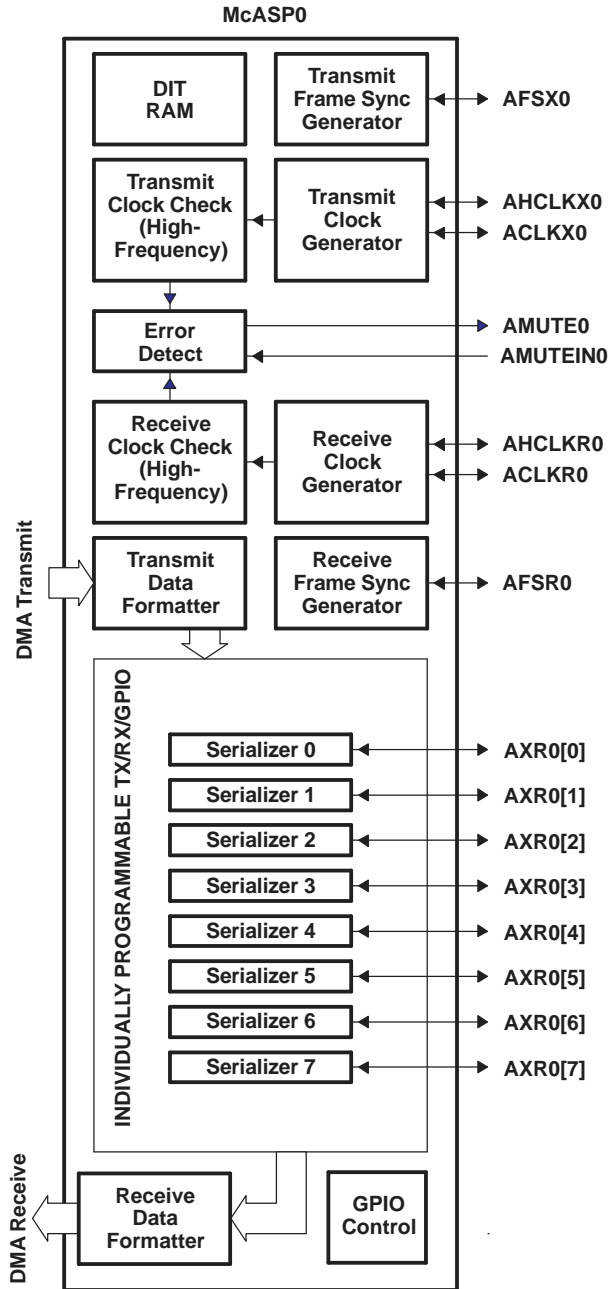 McASP0
DIT
RAM
Transmit
Frame Sync
Generator
AFSX0
Transmit
Clock Check
(High-
Frequency)
Transmit
Clock
Generator
AHCLKX0
ACLKX0
Error
Detect
AMUTE0
AMUTEIN0
Receive
Clock Check
(High-
Frequency)
Receive
Clock
Generator
AHCLKR0
ACLKR0
DMA Transmit
Transmit
Data
Formatter
Receive
Frame Sync
Generator
AFSR0
INDIVIDUALLY PROGRAMMABLE TX/RX/GPIO
Serializer 0
AXR0[0]
Serializer 1
AXR0[1]
Serializer 2
AXR0[2]
Serializer 3
AXR0[3]
Serializer 4
AXR0[4]
Serializer 5
AXR0[5]
Serializer 6
AXR0[6]
Serializer 7
AXR0[7]
DMA Receive
Receive
Data
Formatter
GPIO
Control